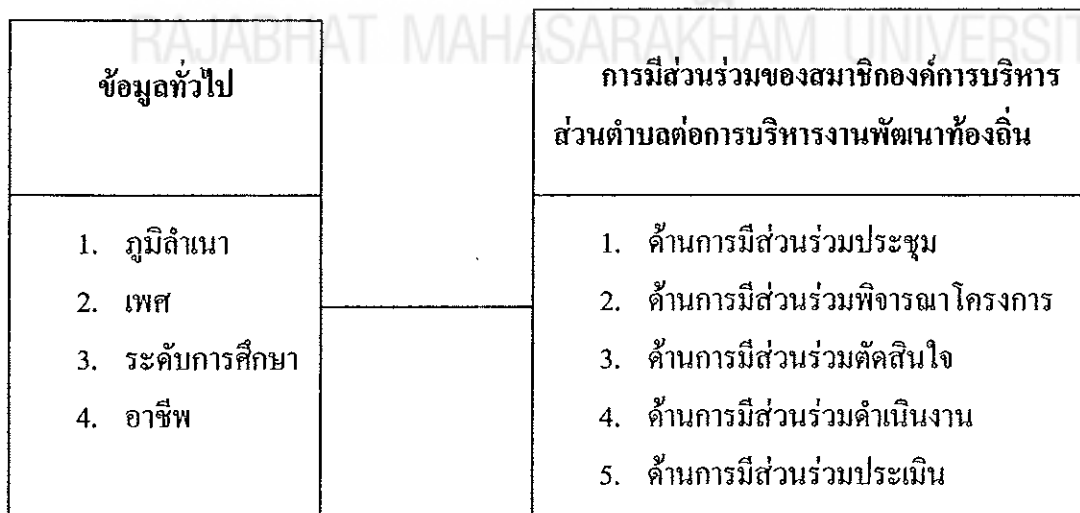 RAJABHAT MAHASARAKHAM UNIVERSIT
ข้อมูลทั่วไป
1. ภูมิลำเนา
2. เพศ
3. ระดับการศึกษา
4. อาชีพ
การมีส่วนร่วมของสมาชิกองค์การบริหาร
ส่วนตำบลต่อการบริหารงานพัฒนาท้องถิ่น
1. ด้านการมีส่วนร่วมประชุม
2. ด้านการมีส่วนร่วมพิจารณาโครงการ
3. ด้านการมีส่วนร่วมตัดสินใจ
4. ด้านการมีส่วนร่วมดำเนินงาน
5. ด้านการมีส่วนร่วมประเมิน